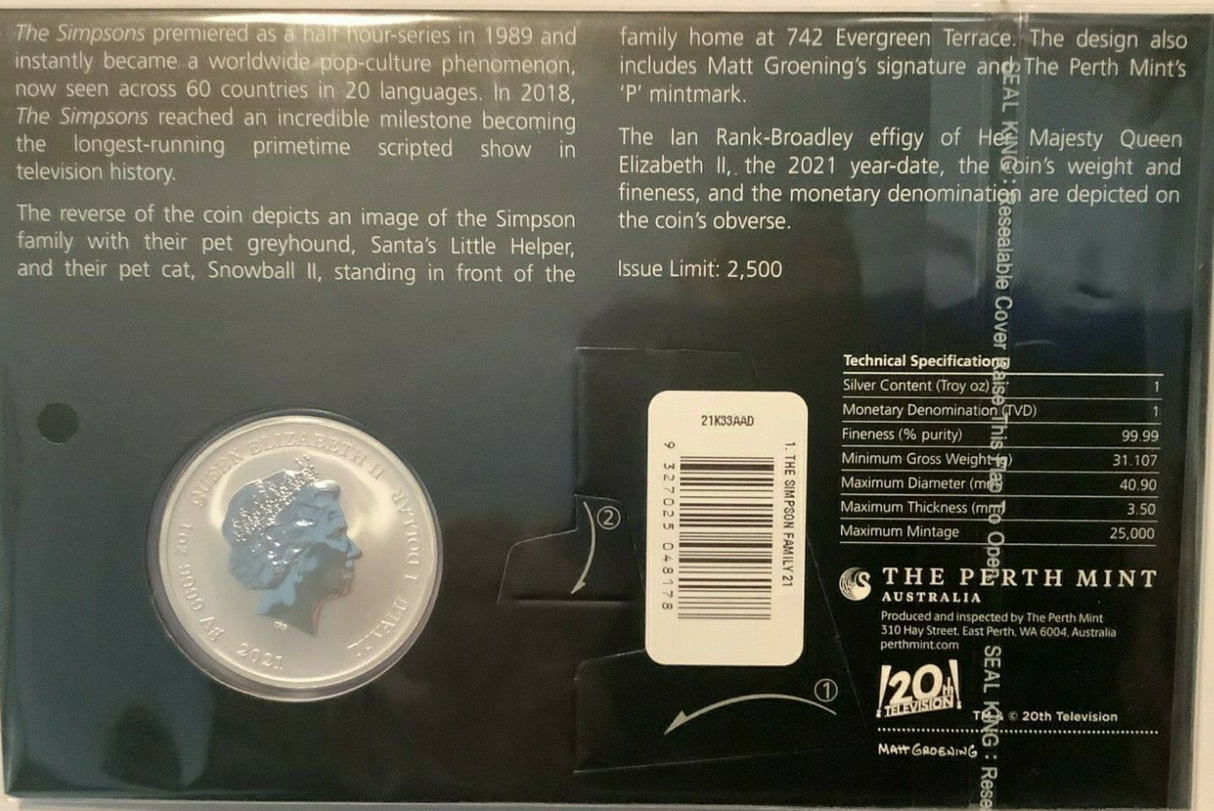 The Simpsons premiered as a half hour-series in 1989 and
instantly became a worldwide pop-culture phenomenon,
now seen across 60 countries in 20 languages. In 2018,
The Simpsons reached an incredible milestone becoming
the longest-running primetime scripted show in
television history.
The reverse of the coin depicts an image of the Simpson
family with their pet greyhound, Santa's Little Helper,
and their pet cat, Snowball II, standing in front of the
family home at 742 Evergreen Terrace. The design also
includes Matt Groening's signature and The Perth Mint's
'P' mintmark.
The Ian Rank-Broadley effigy of Her Majesty Queen
Elizabeth II, the 2021 year-date, the coin's weight and
fineness, and the monetary denomination are depicted on
the coin's obverse.
Issue Limit: 2,500
QUEEN ELIZABETH II
1 DOLLAR TUVALU
2021
1oz 9999 Ag
②
①
21K33AAD
9 327025 048178
1. THE SIMPSON FAMILY 21
Technical Specifications
Silver Content (Troy oz) 1
Monetary Denomination (TVD) 1
Fineness (% purity) 99.99
Minimum Gross Weight (g) 31.107
Maximum Diameter (mm) 40.90
Maximum Thickness (mm) 3.50
Maximum Mintage 25,000
THE PERTH MINT
AUSTRALIA
Produced and inspected by The Perth Mint
310 Hay Street, East Perth, WA 6004, Australia
perthmint.com
20th
TELEVISION
© 20th Television
MATT GROENING
SEAL KING : Resealable Cover Raise This Flap To Open
SEAL KING : Rese